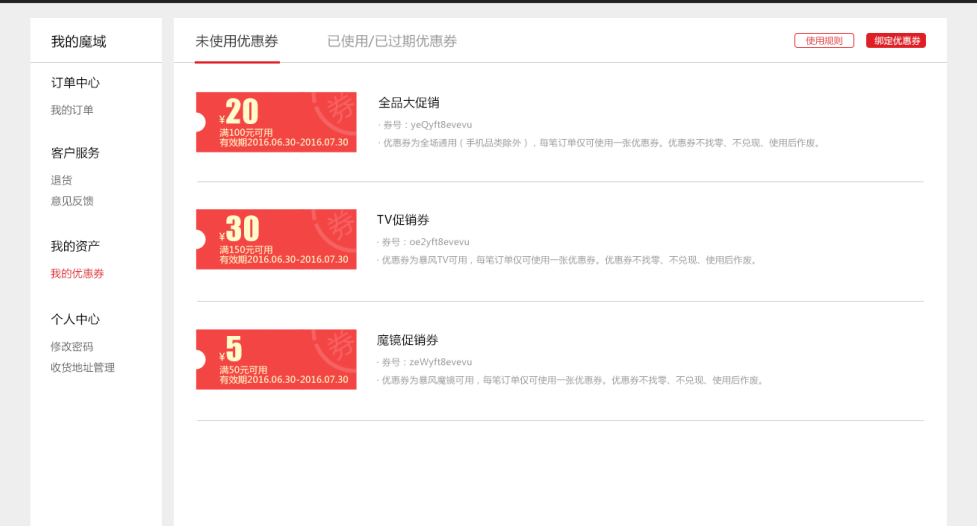 我的魔域
订单中心
我的订单
客户服务
退货
意见反馈
我的资产
我的优惠券
个人中心
修改密码
收货地址管理
未使用优惠券
已使用/已过期优惠券
使用规则
绑定优惠券
券
¥20
满100元可用
有效期2016.06.30-2016.07.30
全品大促销
· 券号：yeQyft8evevu
· 优惠券为全场通用（手机品类除外），每笔订单仅可使用一张优惠券。优惠券不找零、不兑现、使用后作废。
券
¥30
满150元可用
有效期2016.06.30-2016.07.30
TV促销券
· 券号：oe2yft8evevu
· 优惠券为暴风TV可用，每笔订单仅可使用一张优惠券。优惠券不找零、不兑现、使用后作废。
券
¥5
满50元可用
有效期2016.06.30-2016.07.30
魔镜促销券
· 券号：zeWyft8evevu
· 优惠券为暴风魔镜可用，每笔订单仅可使用一张优惠券。优惠券不找零、不兑现、使用后作废。